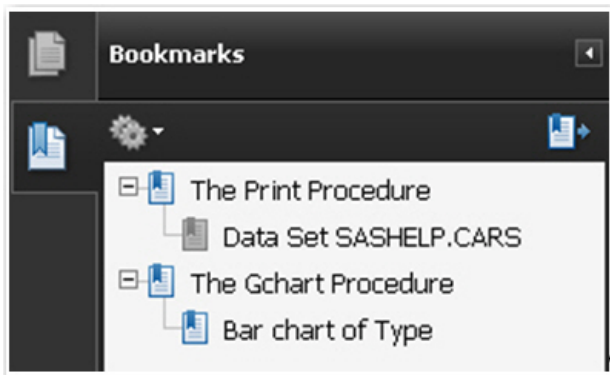 Bookmarks
The Print Procedure
Data Set SASHELP.CARS
The Gchart Procedure
Bar chart of Type